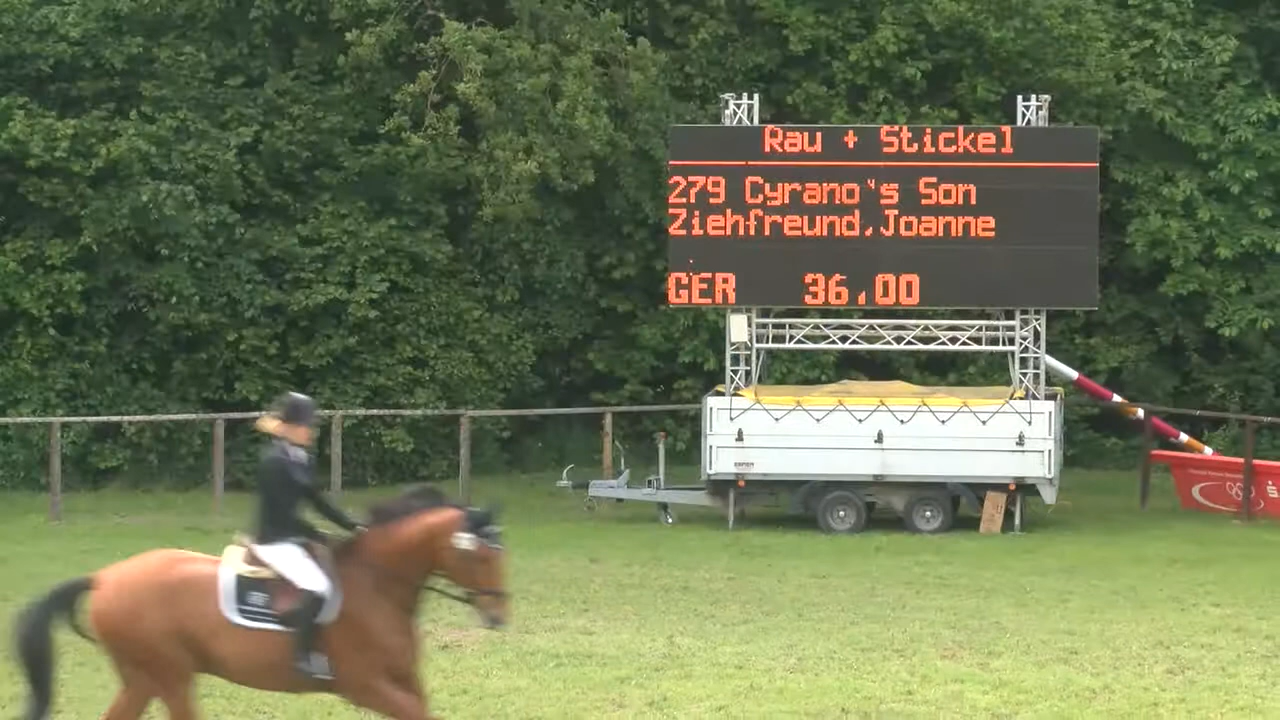 Rau + Stickel
279 Cyrano's Son
Ziehfreund,Joanne
GER 36.00